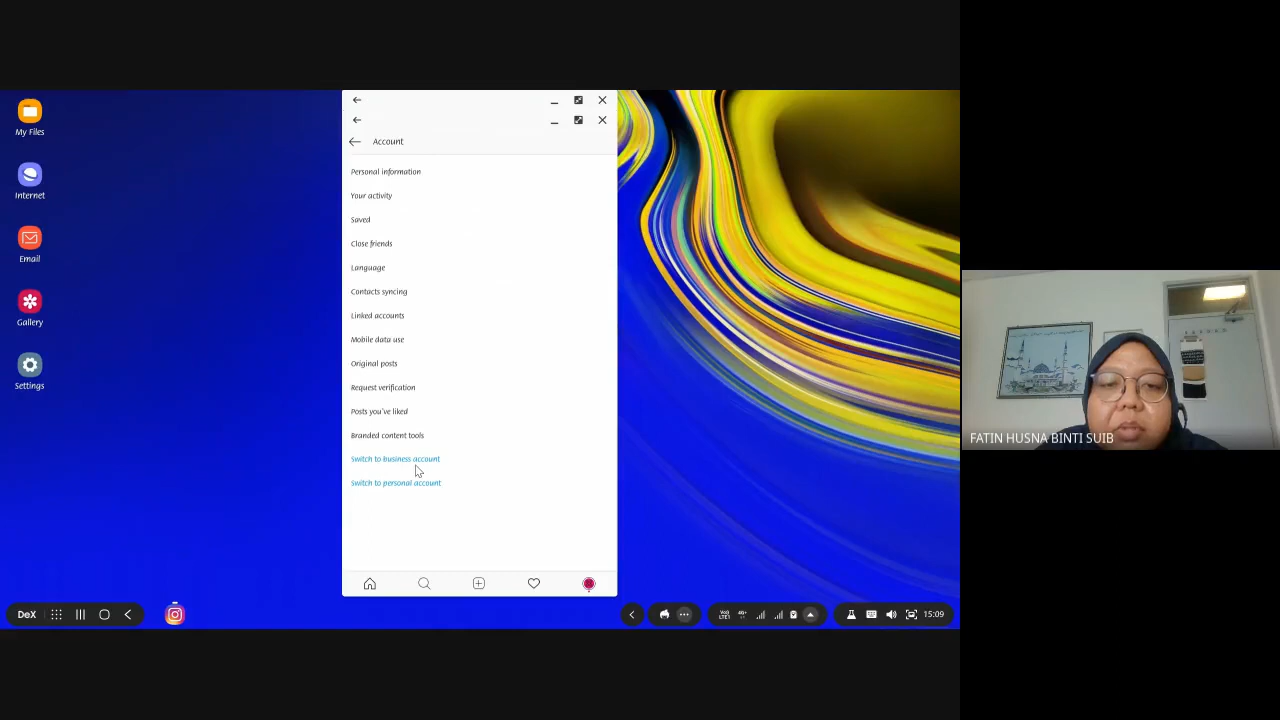 My Files
Internet
Email
Gallery
Settings
Account
Personal information
Your activity
Saved
Close friends
Language
Contacts syncing
Linked accounts
Mobile data use
Original posts
Request verification
Posts you've liked
Branded content tools
Switch to business account
Switch to personal account
DeX
15:09
FATIN HUSNA BINTI SUIB